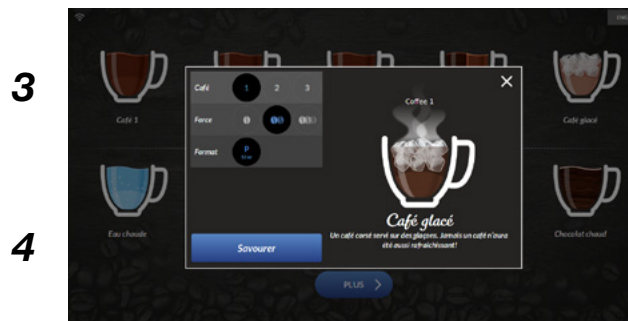 3
4
Café 1
Café glacé
Eau chaude
Chocolat chaud
Café 1 2 3
Force
Format P
Coffee 1
Café glacé
Un café corsé servi sur des glaçons. Jamais un café n'aura
été aussi rafraîchissant!
Savourer
PLUS